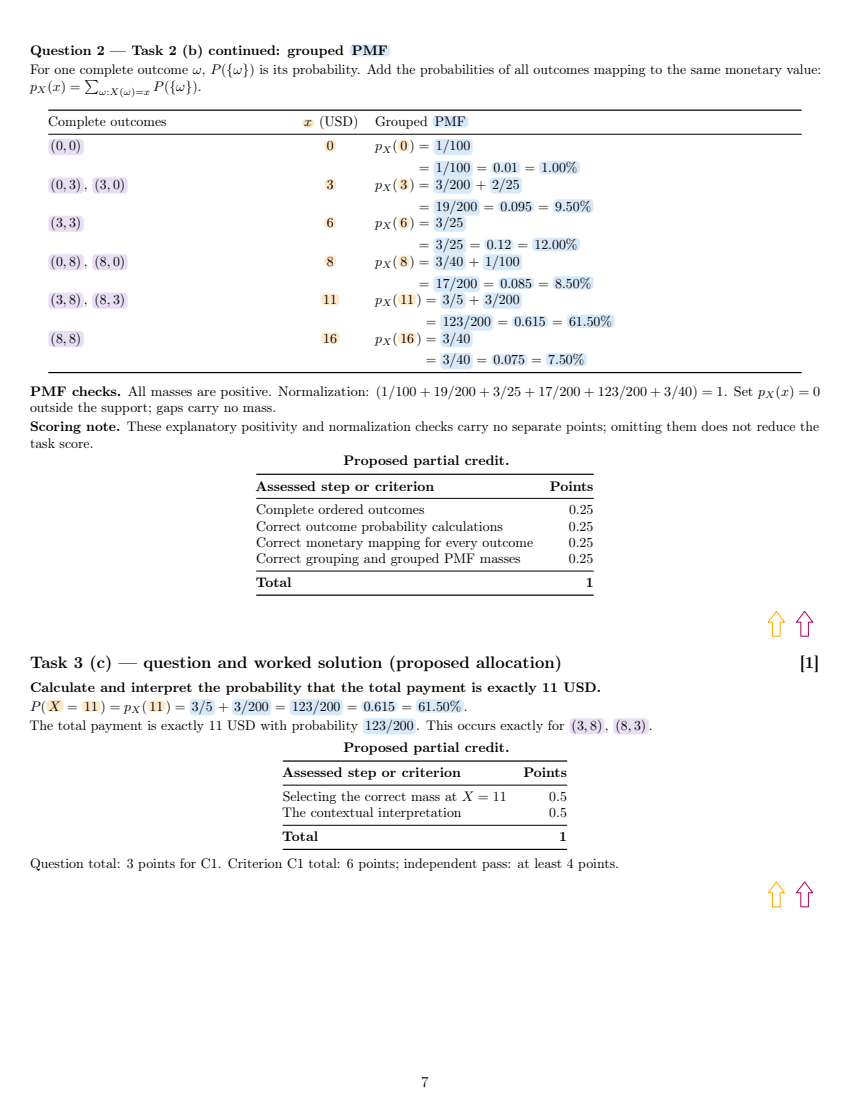 Question 2 — Task 2 (b) continued: grouped PMF
For one complete outcome ω, P({ω}) is its probability. Add the probabilities of all outcomes mapping to the same monetary value:
p_X(x) = ∑_{ω:X(ω)=x} P({ω}).
Complete outcomes x (USD) Grouped PMF
(0, 0) 0 p_X(0) = 1/100
= 1/100 = 0.01 = 1.00%
(0, 3), (3, 0) 3 p_X(3) = 3/200 + 2/25
= 19/200 = 0.095 = 9.50%
(3, 3) 6 p_X(6) = 3/25
= 3/25 = 0.12 = 12.00%
(0, 8), (8, 0) 8 p_X(8) = 3/40 + 1/100
= 17/200 = 0.085 = 8.50%
(3, 8), (8, 3) 11 p_X(11) = 3/5 + 3/200
= 123/200 = 0.615 = 61.50%
(8, 8) 16 p_X(16) = 3/40
= 3/40 = 0.075 = 7.50%
PMF checks. All masses are positive. Normalization: (1/100 + 19/200 + 3/25 + 17/200 + 123/200 + 3/40) = 1. Set p_X(x) = 0
outside the support; gaps carry no mass.
Scoring note. These explanatory positivity and normalization checks carry no separate points; omitting them does not reduce the
task score.
Proposed partial credit.
Assessed step or criterion Points
Complete ordered outcomes 0.25
Correct outcome probability calculations 0.25
Correct monetary mapping for every outcome 0.25
Correct grouping and grouped PMF masses 0.25
Total 1
Task 3 (c) — question and worked solution (proposed allocation) [1]
Calculate and interpret the probability that the total payment is exactly 11 USD.
P(X = 11) = p_X(11) = 3/5 + 3/200 = 123/200 = 0.615 = 61.50%.
The total payment is exactly 11 USD with probability 123/200. This occurs exactly for (3, 8), (8, 3).
Proposed partial credit.
Assessed step or criterion Points
Selecting the correct mass at X = 11 0.5
The contextual interpretation 0.5
Total 1
Question total: 3 points for C1. Criterion C1 total: 6 points; independent pass: at least 4 points.
7